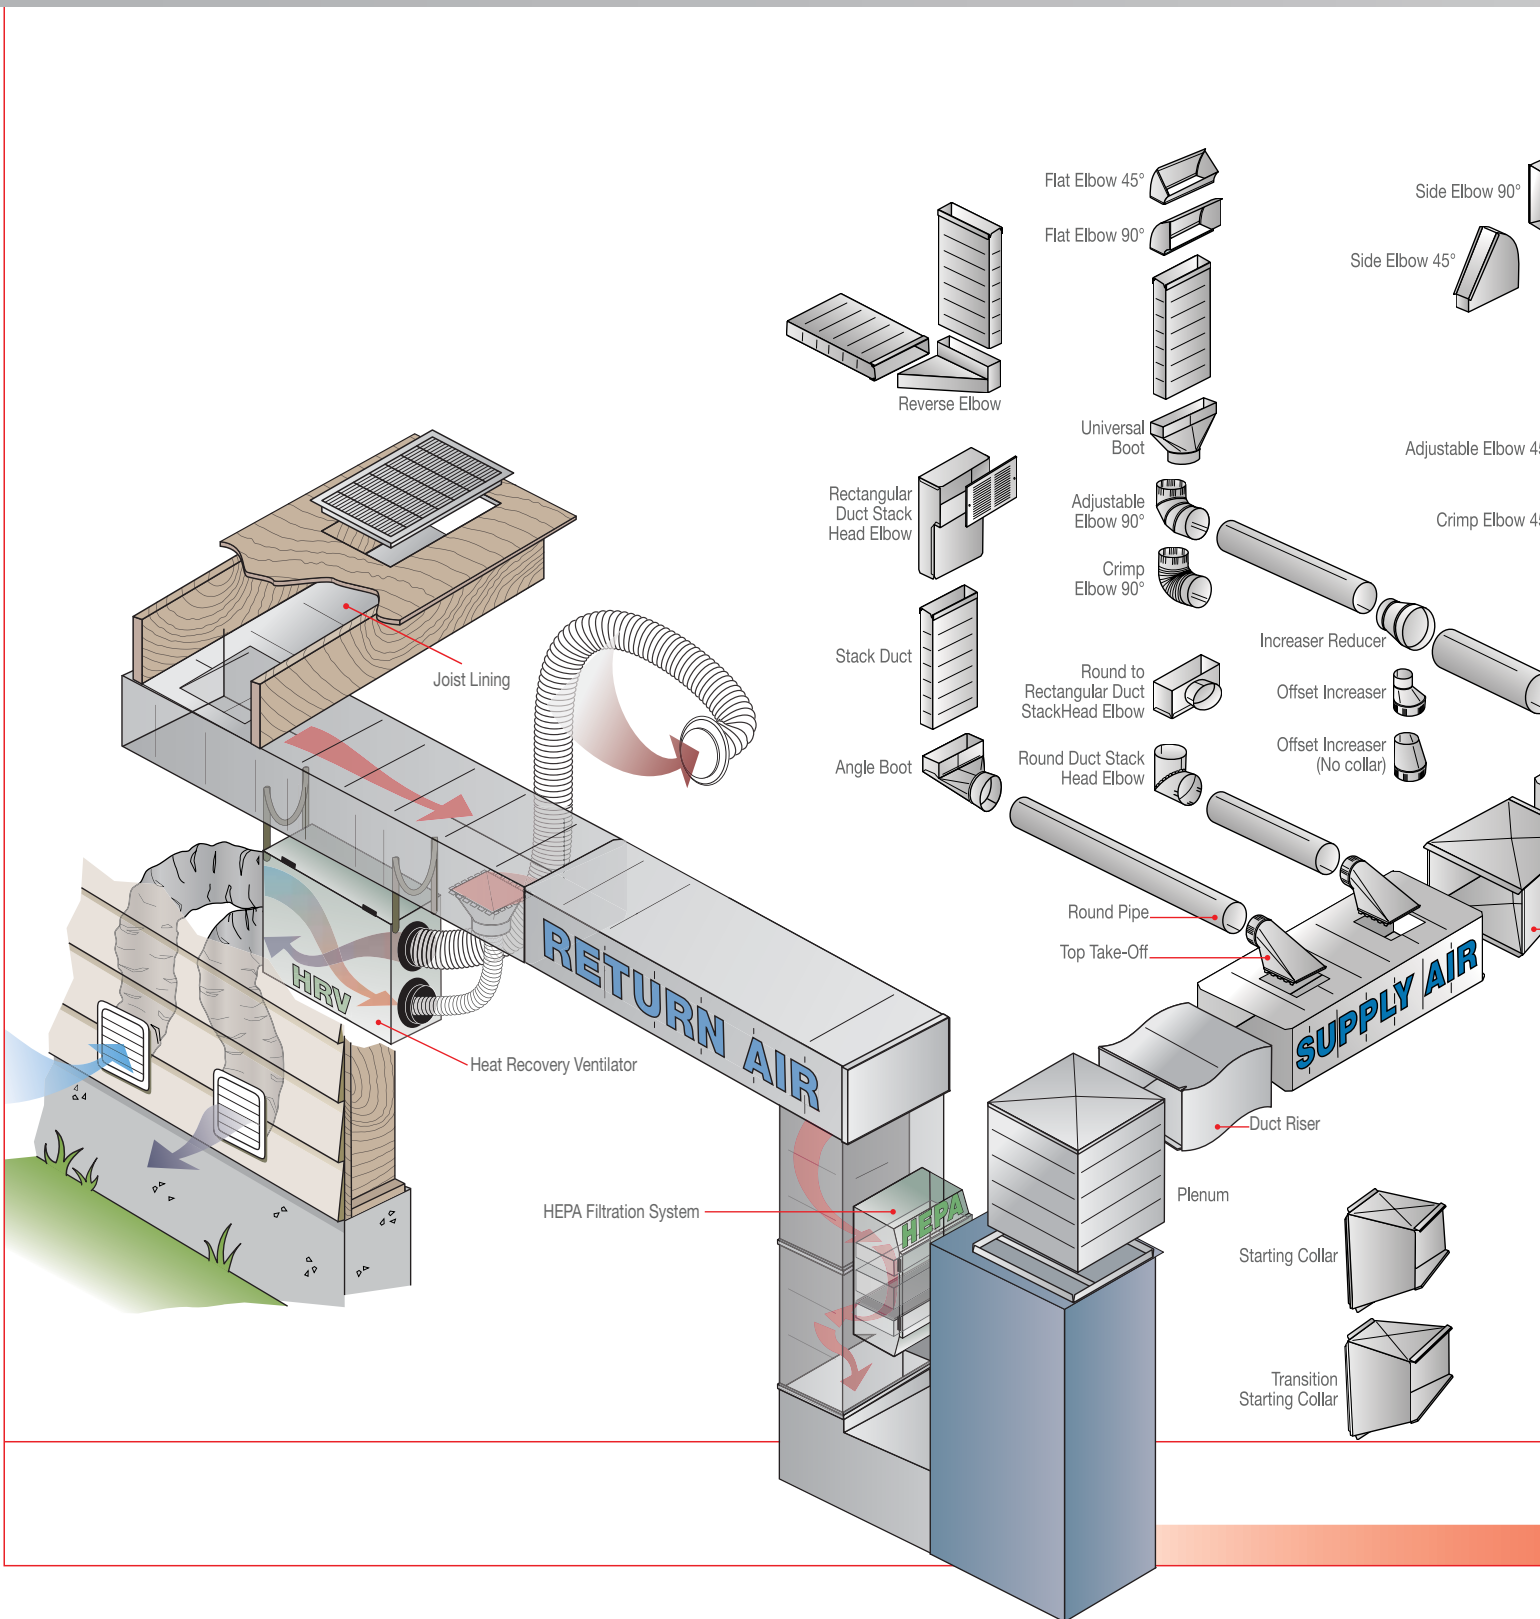 Flat Elbow 45°
Side Elbow 90°
Flat Elbow 90°
Side Elbow 45°
Reverse Elbow
Universal
Boot
Adjustable Elbow 45
Rectangular
Duct Stack
Head Elbow
Adjustable
Elbow 90°
Crimp Elbow 45
Crimp
Elbow 90°
Increaser Reducer
Stack Duct
Joist Lining
Round to
Rectangular Duct
StackHead Elbow
Offset Increaser
Angle Boot
Round Duct Stack
Head Elbow
Offset Increaser
(No collar)
Round Pipe
Top Take-Off
RETURN AIR
SUPPLY AIR
HRV
Heat Recovery Ventilator
Duct Riser
Plenum
HEPA Filtration System
HEPA
Starting Collar
Transition
Starting Collar